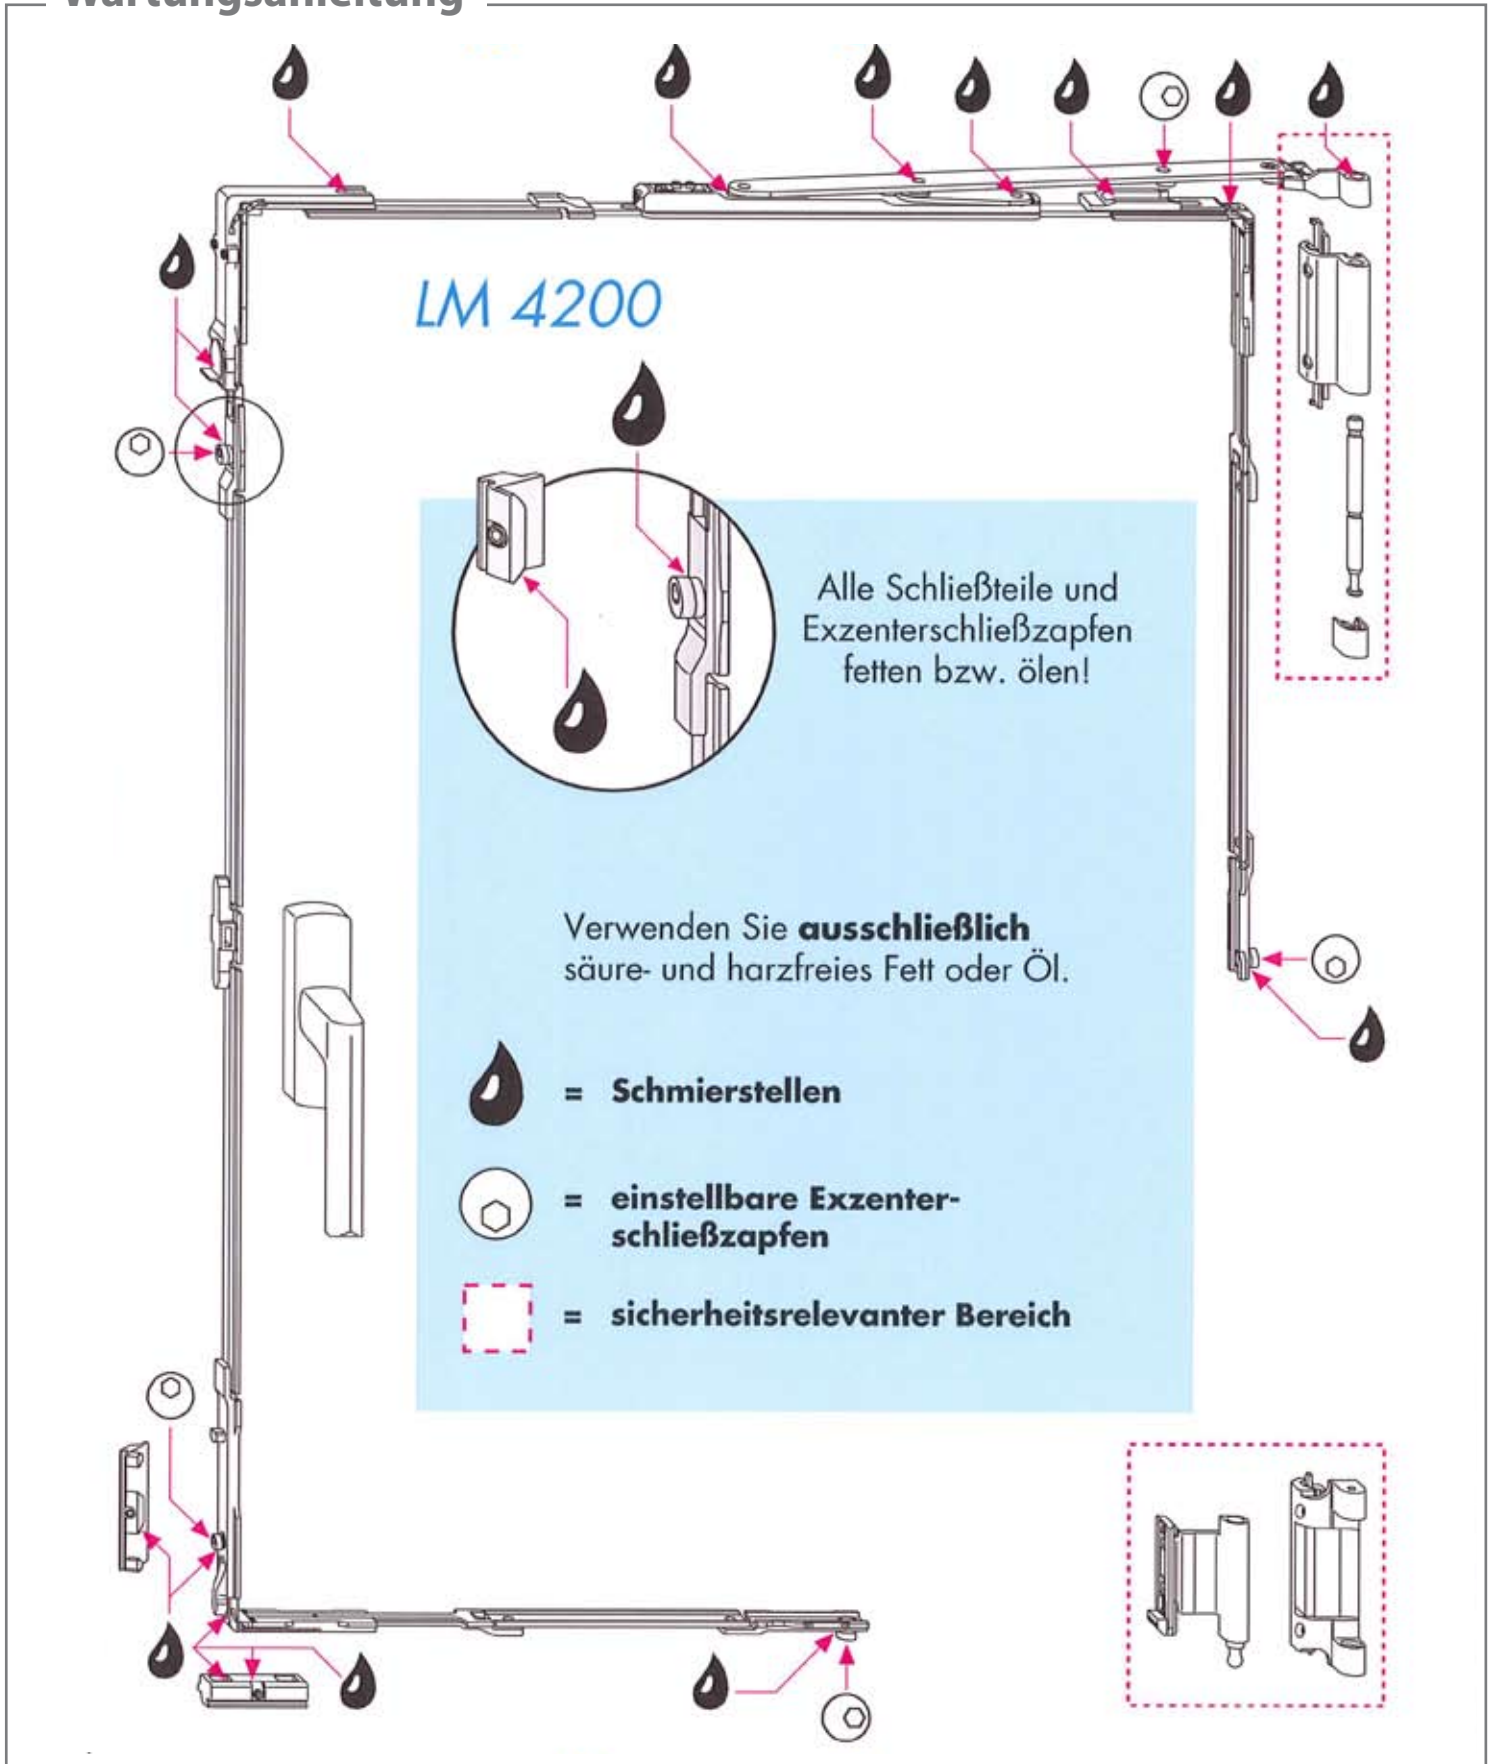 Wartungsanleitung
LM 4200
Alle Schließteile und
Exzenterschließzapfen
fetten bzw. ölen!
Verwenden Sie ausschließlich
säure- und harzfreies Fett oder Öl.
= Schmierstellen
= einstellbare Exzenter-
schließzapfen
= sicherheitsrelevanter Bereich